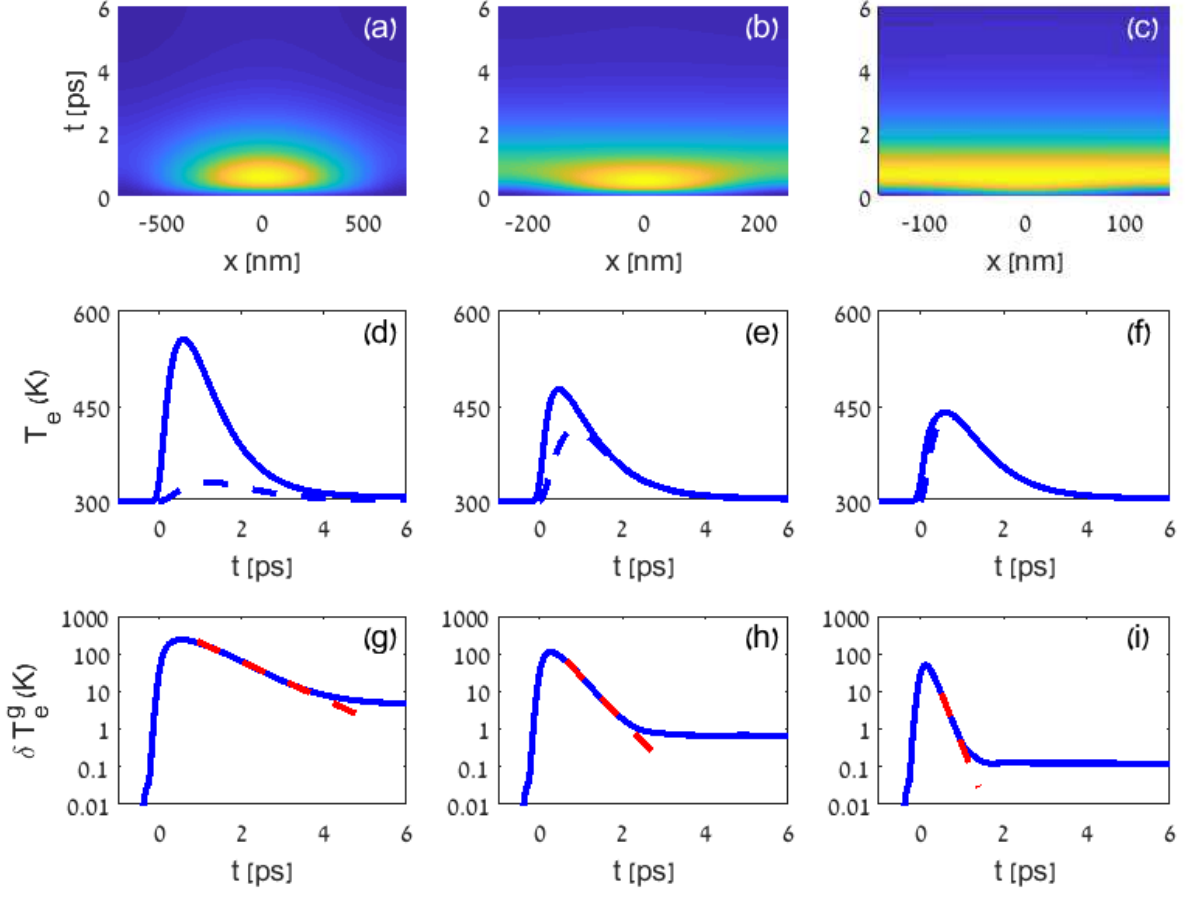 6
4
2
0
t [ps]
(a)
-500 0 500
x [nm]
6
4
2
0
(b)
-200 0 200
x [nm]
6
4
2
0
(c)
-100 0 100
x [nm]
600
450
300
T_e (K)
(d)
0 2 4 6
t [ps]
600
450
300
(e)
0 2 4 6
t [ps]
600
450
300
(f)
0 2 4 6
t [ps]
1000
100
10
1
0.1
0.01
δ T_e^g (K)
(g)
0 2 4 6
t [ps]
1000
100
10
1
0.1
0.01
(h)
0 2 4 6
t [ps]
1000
100
10
1
0.1
0.01
(i)
0 2 4 6
t [ps]